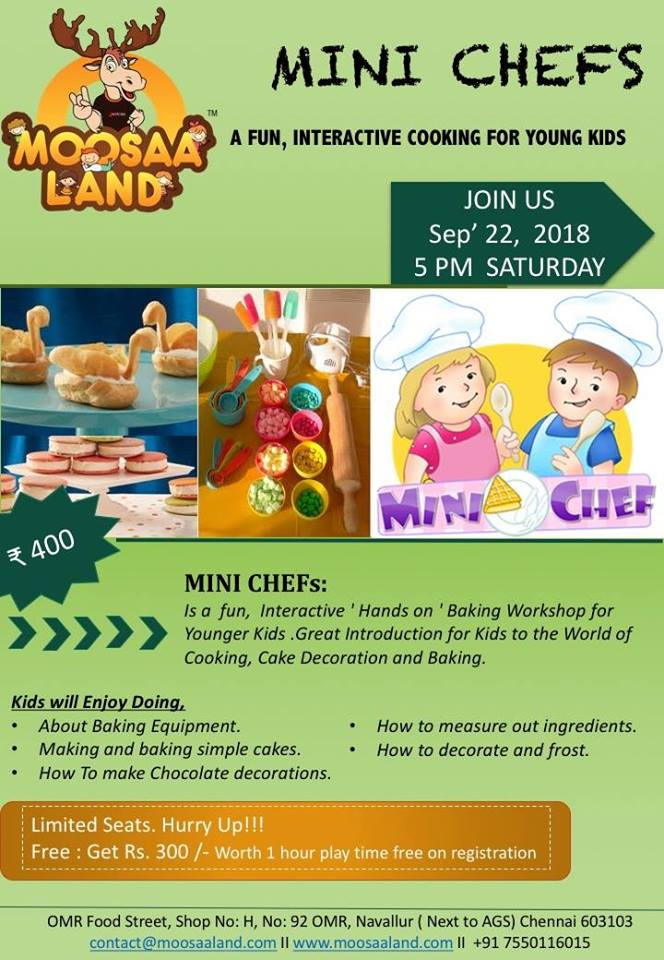 MINI CHEFS
MOOSAA
LAND
TM
A FUN, INTERACTIVE COOKING FOR YOUNG KIDS
JOIN US
Sep’ 22, 2018
5 PM SATURDAY
MINI CHEF
₹ 400
MINI CHEFs:
Is a fun, Interactive ' Hands on ' Baking Workshop for
Younger Kids .Great Introduction for Kids to the World of
Cooking, Cake Decoration and Baking.
Kids will Enjoy Doing,
• About Baking Equipment.
• Making and baking simple cakes.
• How To make Chocolate decorations.
• How to measure out ingredients.
• How to decorate and frost.
Limited Seats. Hurry Up!!!
Free : Get Rs. 300 /- Worth 1 hour play time free on registration
OMR Food Street, Shop No: H, No: 92 OMR, Navallur ( Next to AGS) Chennai 603103
contact@moosaaland.com II www.moosaaland.com II +91 7550116015